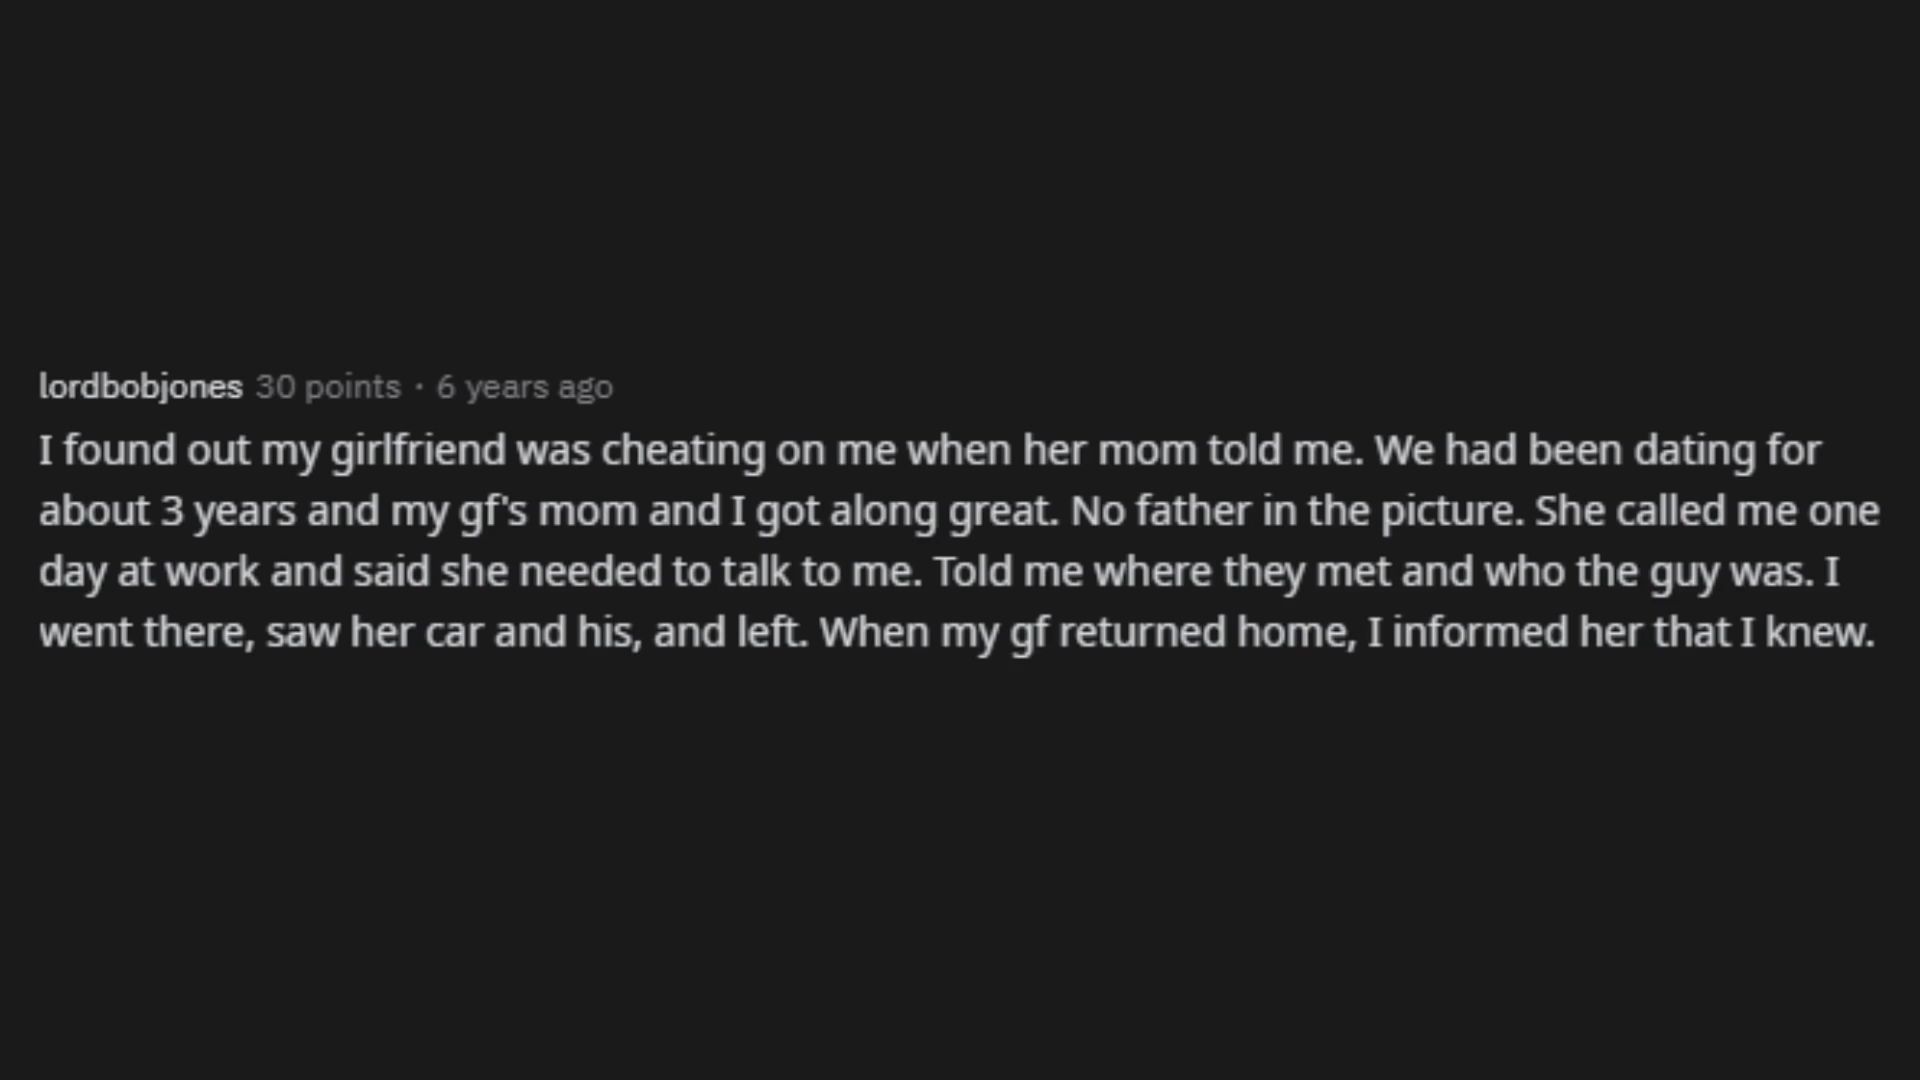 lordbobjones 30 points · 6 years ago
I found out my girlfriend was cheating on me when her mom told me. We had been dating for
about 3 years and my gf's mom and I got along great. No father in the picture. She called me one
day at work and said she needed to talk to me. Told me where they met and who the guy was. I
went there, saw her car and his, and left. When my gf returned home, I informed her that I knew.